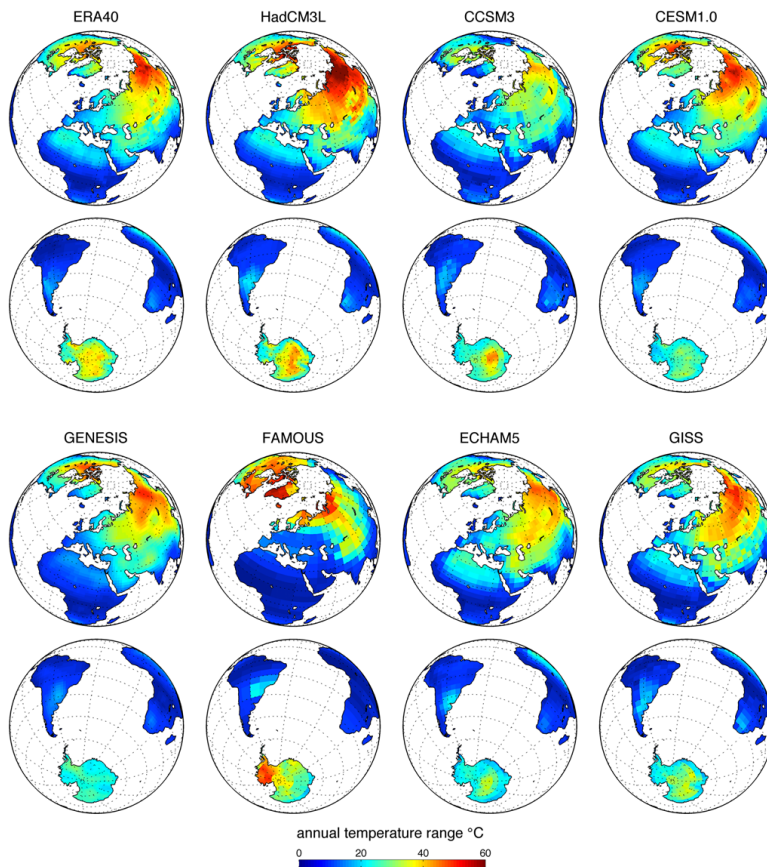 ERA40 HadCM3L CCSM3 CESM1.0
GENESIS FAMOUS ECHAM5 GISS
annual temperature range °C
0 20 40 60